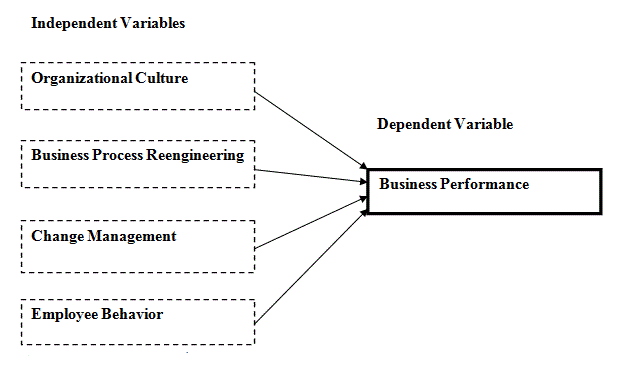 Independent Variables
Organizational Culture
Dependent Variable
Business Process Reengineering
Business Performance
Change Management
Employee Behavior